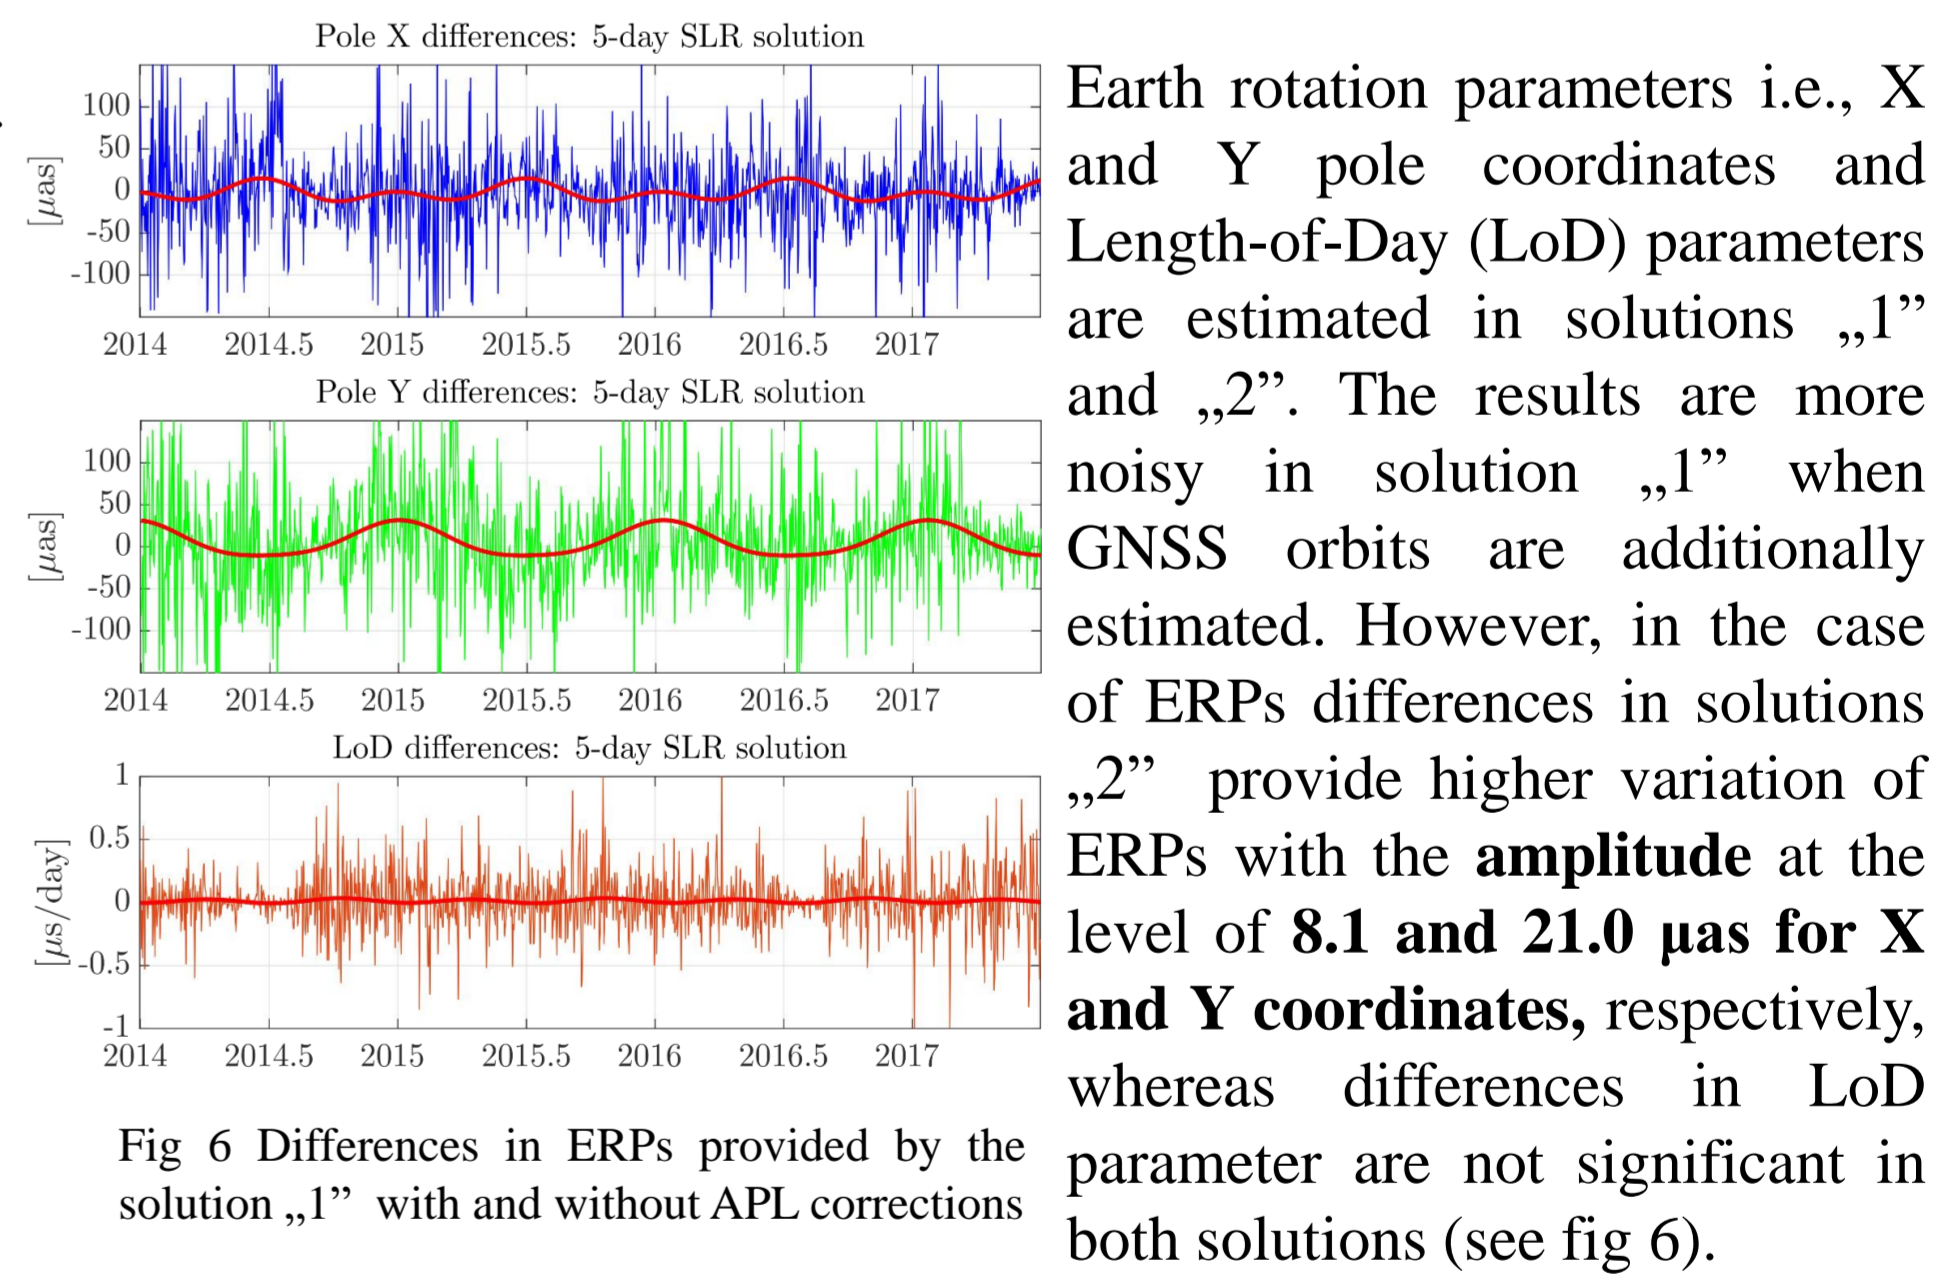 Pole X differences: 5-day SLR solution
100
50
0
-50
-100
[μas]
2014 2014.5 2015 2015.5 2016 2016.5 2017
Pole Y differences: 5-day SLR solution
100
50
0
-50
-100
[μas]
2014 2014.5 2015 2015.5 2016 2016.5 2017
LoD differences: 5-day SLR solution
1
0.5
0
-0.5
-1
[μs/day]
2014 2014.5 2015 2015.5 2016 2016.5 2017
Fig 6 Differences in ERPs provided by the
solution „1” with and without APL corrections
Earth rotation parameters i.e., X
and Y pole coordinates and
Length-of-Day (LoD) parameters
are estimated in solutions „1”
and „2”. The results are more
noisy in solution „1” when
GNSS orbits are additionally
estimated. However, in the case
of ERPs differences in solutions
„2” provide higher variation of
ERPs with the amplitude at the
level of 8.1 and 21.0 μas for X
and Y coordinates, respectively,
whereas differences in LoD
parameter are not significant in
both solutions (see fig 6).